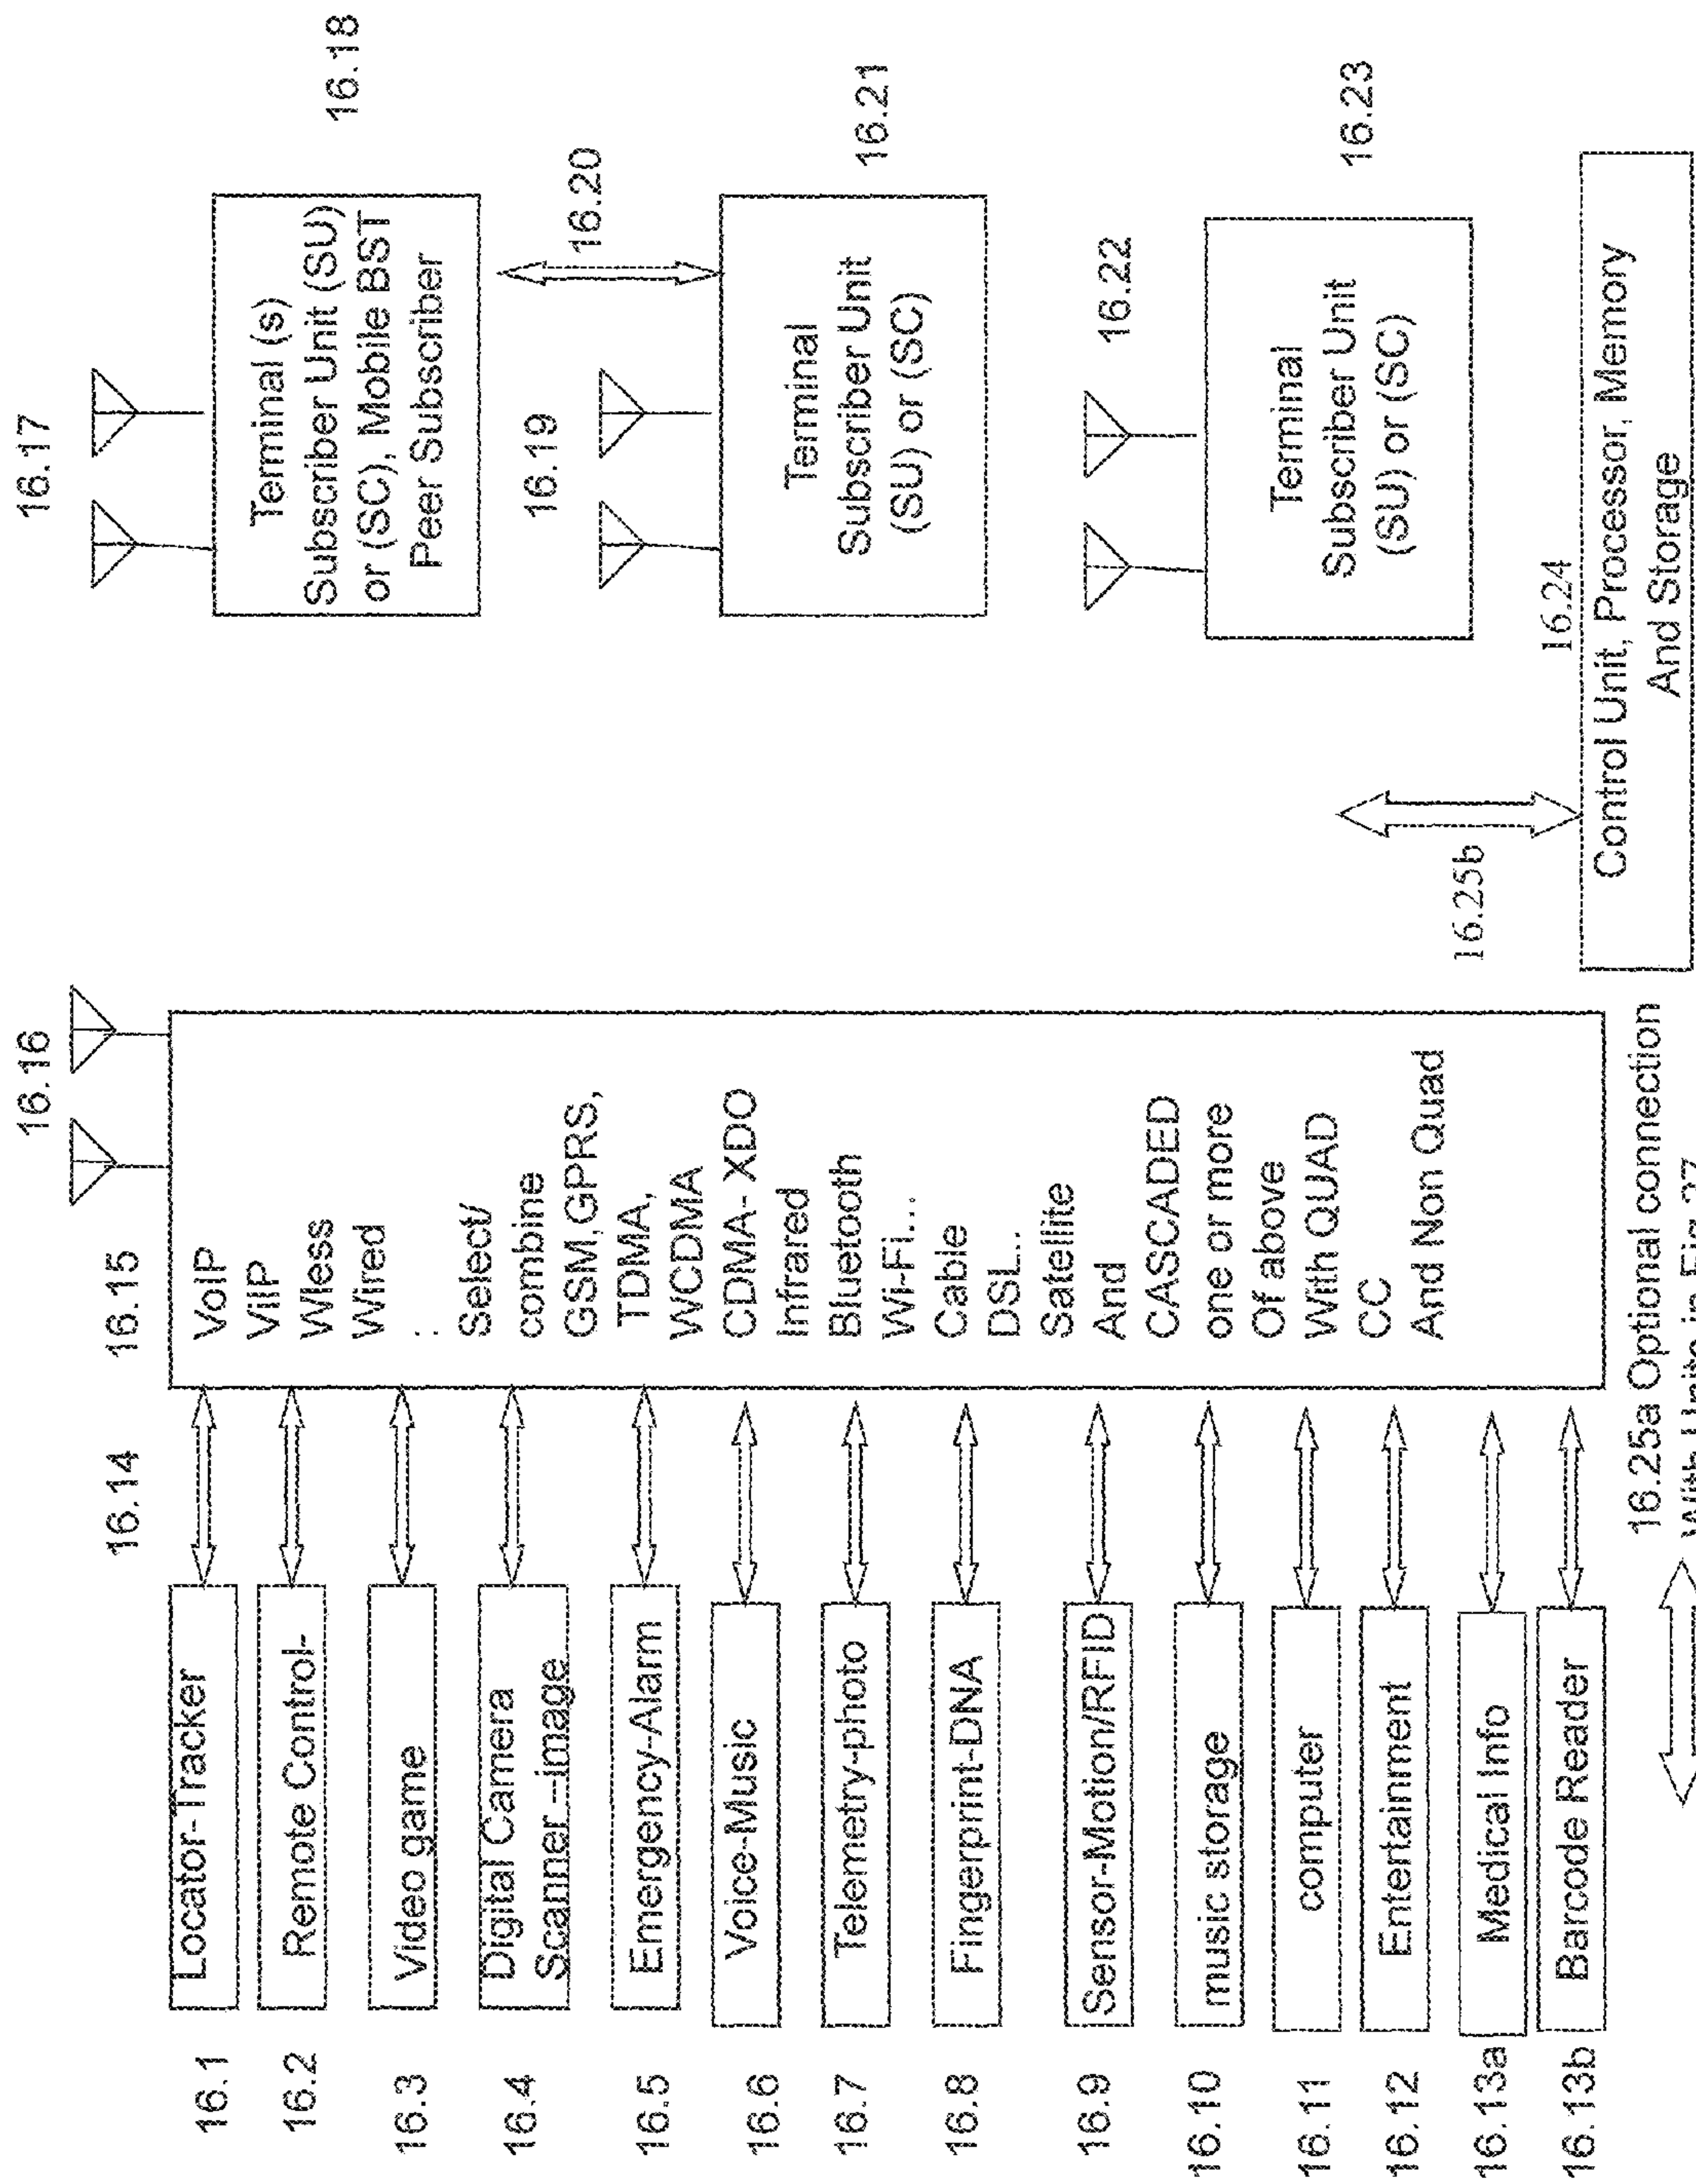 16.1
Locator-Tracker
16.2
Remote Control-
16.3
Video game
16.4
Digital Camera
Scanner –image
16.5
Emergency-Alarm
16.6
Voice-Music
16.7
Telemetry-photo
16.8
Fingerprint-DNA
16.9
Sensor-Motion/RFID
16.10
music storage
16.11
computer
16.12
Entertainment
16.13a
Medical Info
16.13b
Barcode Reader
16.14
16.15
16.16
VoIP
ViIP
Wless
Wired
:
Select/
combine
GSM,GPRS,
TDMA,
WCDMA
CDMA- XDO
Infrared
Bluetooth
Wi-Fi...
Cable
DSL..
Satellite
And
CASCADED
one or more
Of above
With QUAD
CC
And Non Quad
16.25a Optional connection
With Units in Fig 27
16.17
Terminal (s)
Subscriber Unit (SU)
or (SC), Mobile BST
Peer Subscriber
16.18
16.19
16.20
Terminal
Subscriber Unit
(SU) or (SC)
16.21
16.22
Terminal
Subscriber Unit
(SU) or (SC)
16.23
16.25b
16.24
Control Unit, Processor, Memory
And Storage